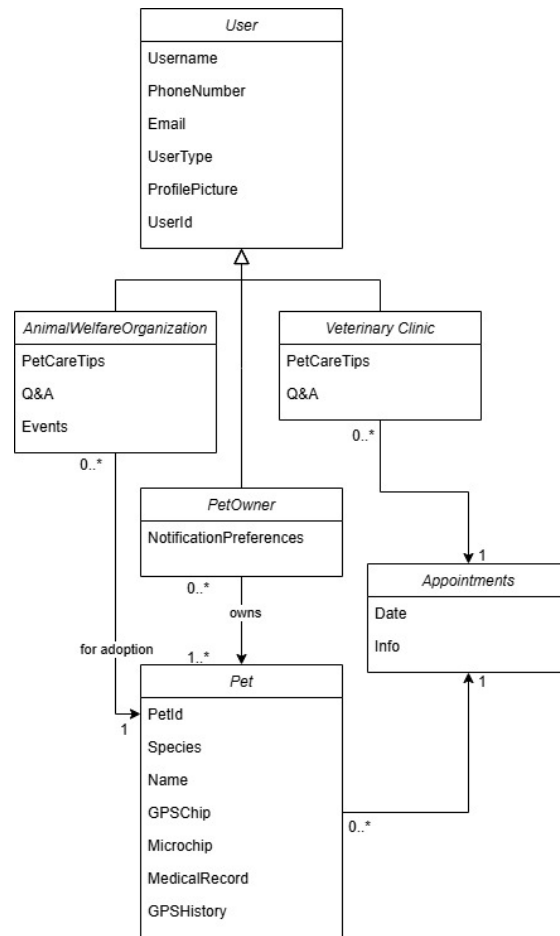 User
Username
PhoneNumber
Email
UserType
ProfilePicture
UserId
AnimalWelfareOrganization
PetCareTips
Q&A
Events
0..*
Veterinary Clinic
PetCareTips
Q&A
0..*
PetOwner
NotificationPreferences
0..*
owns
1..*
for adoption
1
1
Appointments
Date
Info
1
Pet
PetId
Species
Name
GPSChip
Microchip
MedicalRecord
GPSHistory
0..*